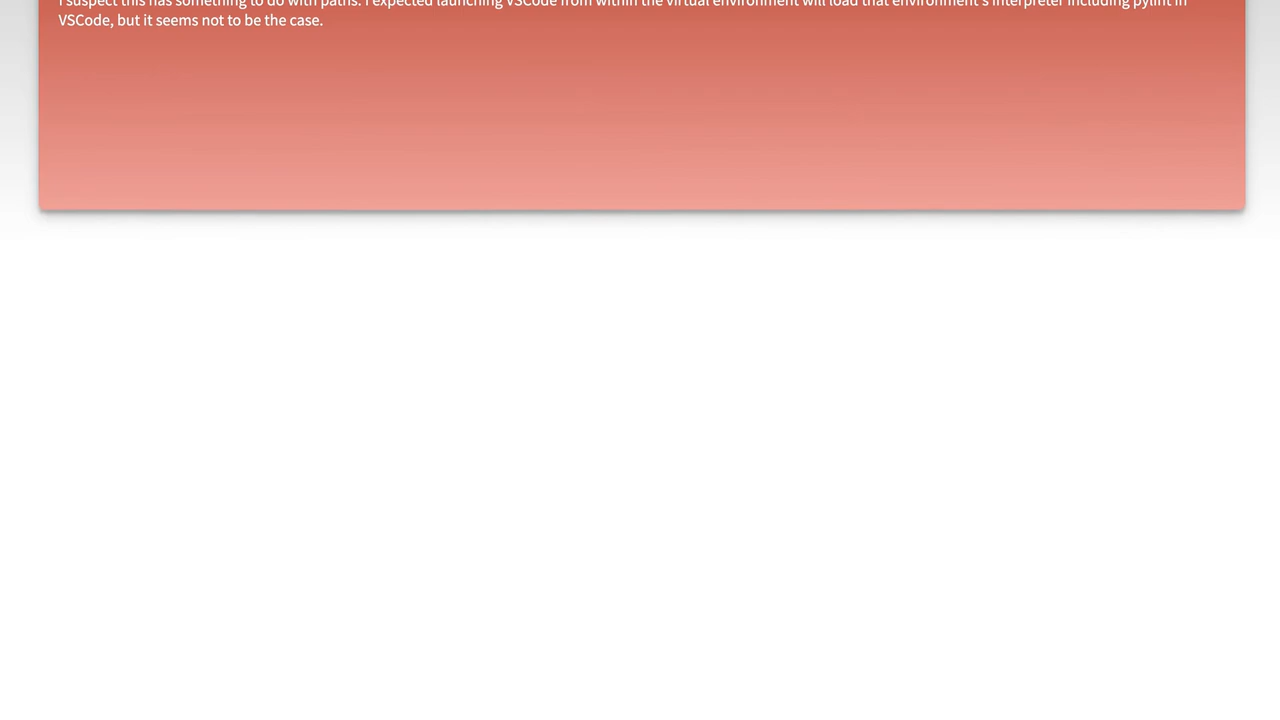 I suspect this has something to do with paths. I expected launching VSCode from within the virtual environment will load that environment's interpreter including pylint in
VSCode, but it seems not to be the case.